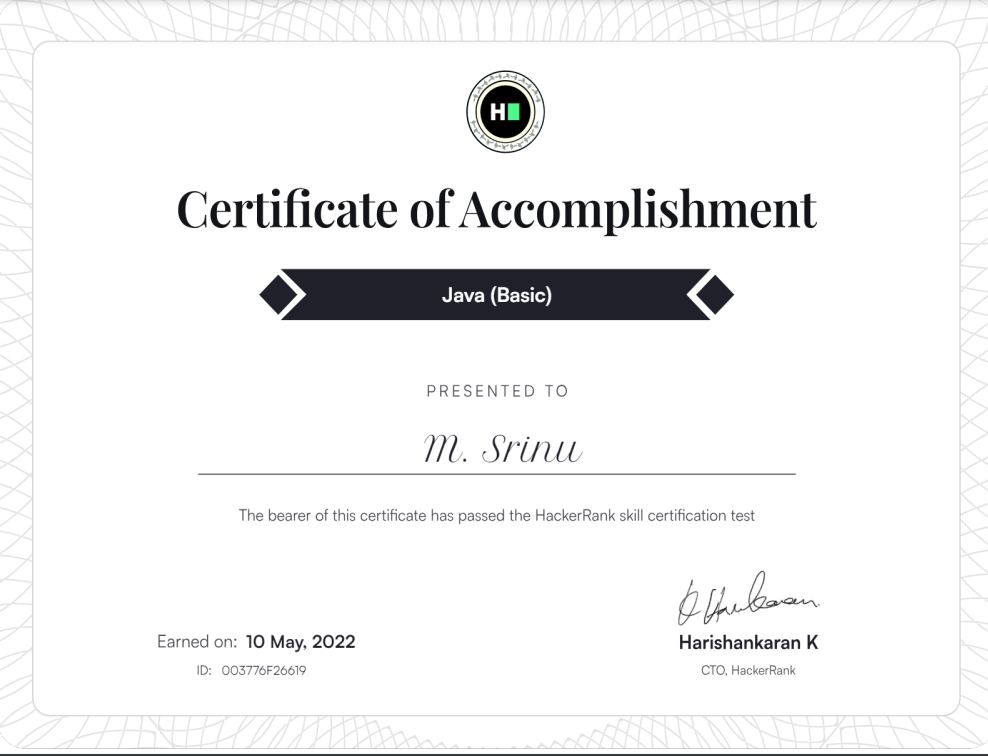 H
Certificate of Accomplishment
Java (Basic)
PRESENTED TO
M. Srinu
The bearer of this certificate has passed the HackerRank skill certification test
Earned on: 10 May, 2022
ID: 003776F26619
Harishankaran K
CTO, HackerRank